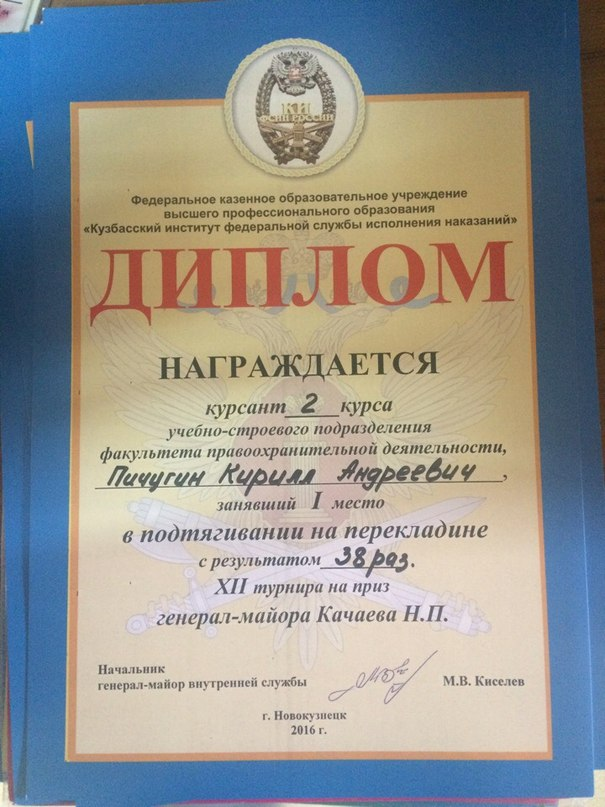 КИ
ФСИН РОССИИ
Федеральное казенное образовательное учреждение
высшего профессионального образования
«Кузбасский институт федеральной службы исполнения наказаний»
ДИПЛОМ
НАГРАЖДАЕТСЯ
курсант 2 курса
учебно-строевого подразделения
факультета правоохранительной деятельности,
Пичугин Кирилл Андреевич,
занявший I место
в подтягивании на перекладине
с результатом 38 раз.
XII турнира на приз
генерал-майора Качаева Н.П.
Начальник
генерал-майор внутренней службы М.В. Киселев
г. Новокузнецк
2016 г.